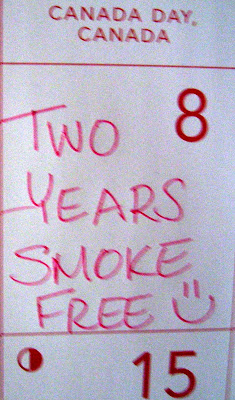 CANADA DAY,
CANADA
8
TWO
YEARS
SMOKE
FREE
15